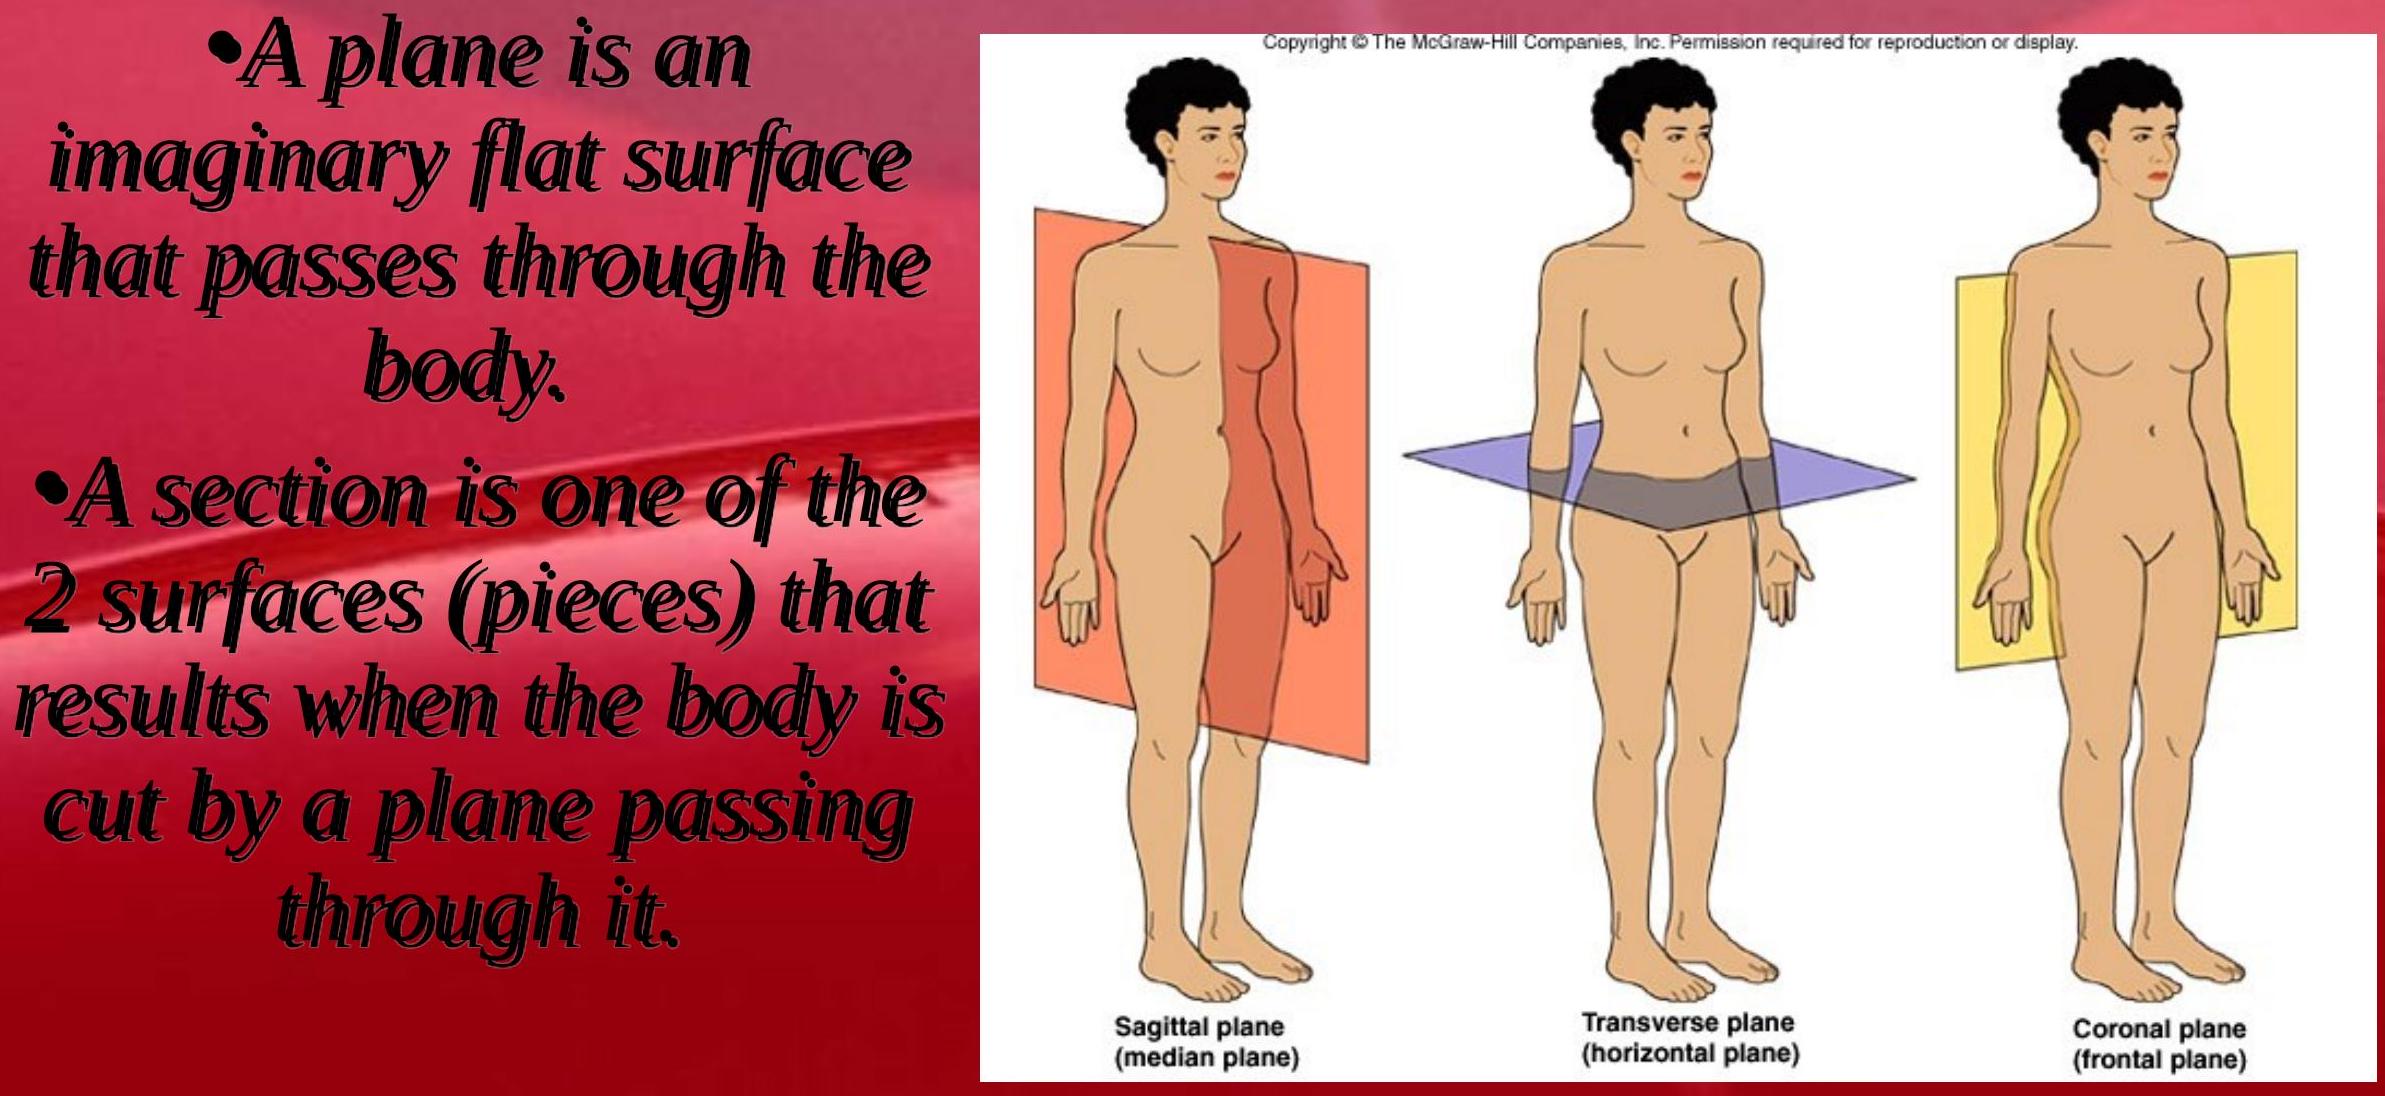 •A plane is an
imaginary flat surface
that passes through the
body.
•A section is one of the
2 surfaces (pieces) that
results when the body is
cut by a plane passing
through it.
Copyright © The McGraw-Hill Companies, Inc. Permission required for reproduction or display.
Sagittal plane
(median plane)
Transverse plane
(horizontal plane)
Coronal plane
(frontal plane)